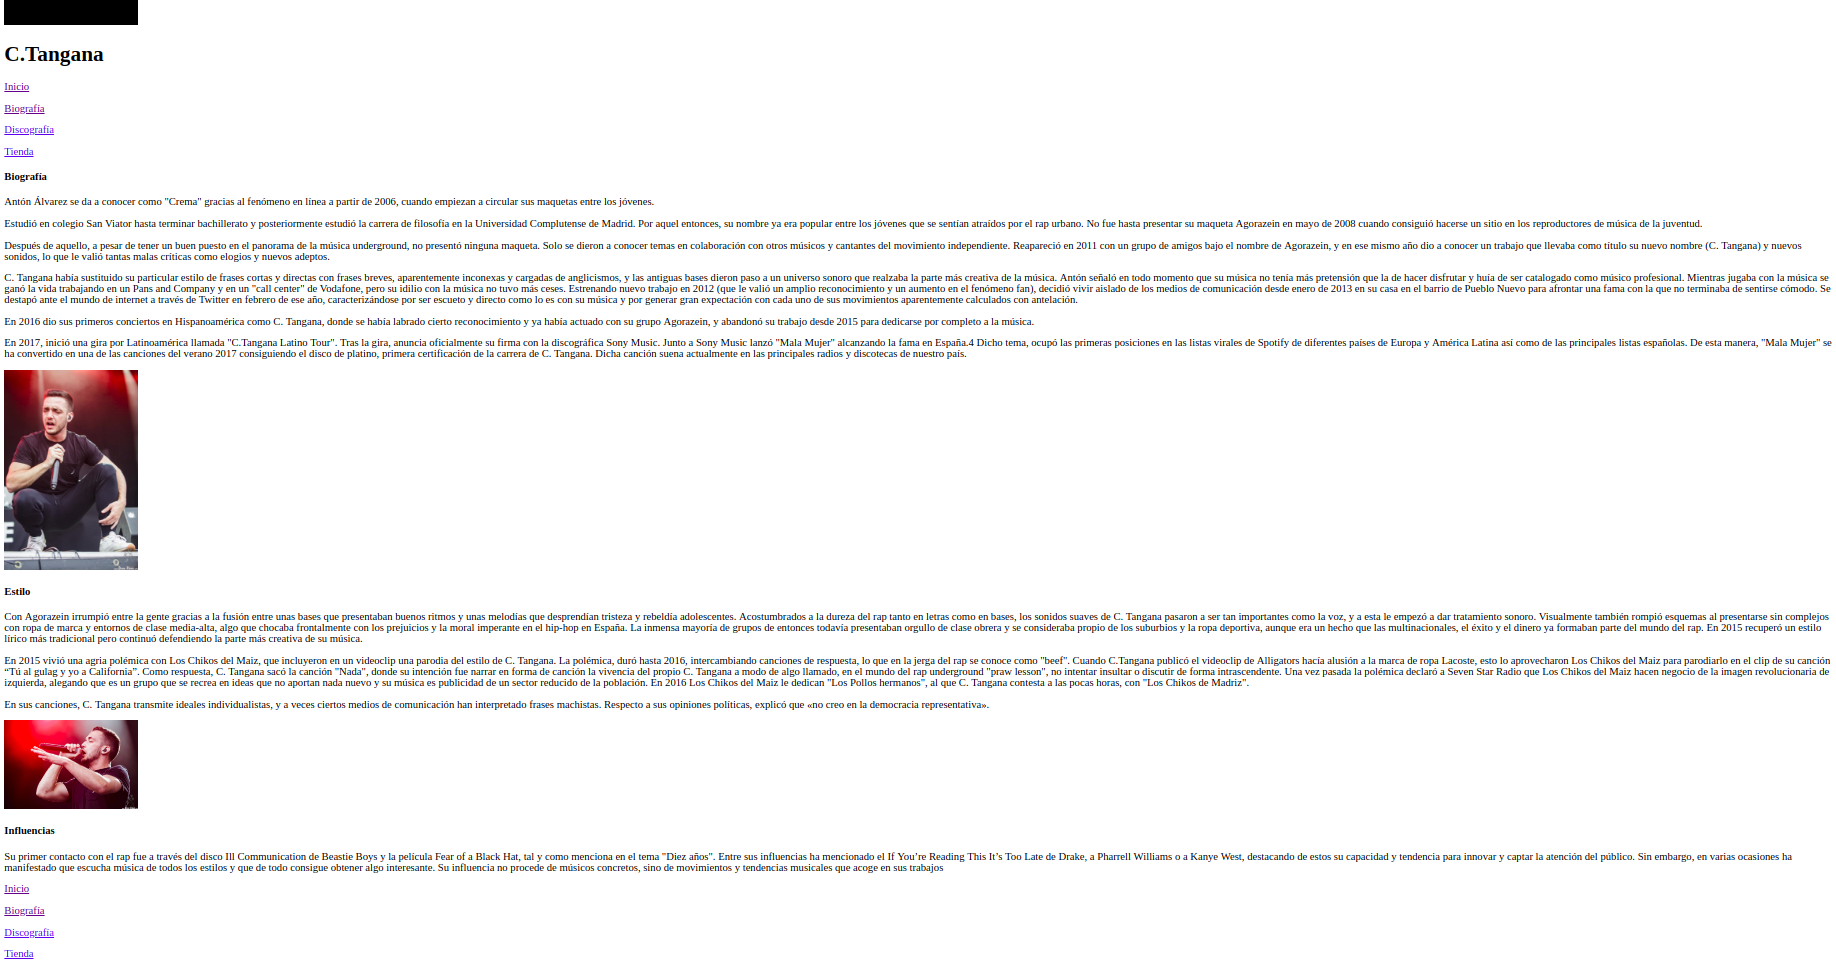 C.Tangana
Inicio
Biografía
Discografía
Tienda
Biografía
Antón Álvarez se da a conocer como "Crema" gracias al fenómeno en línea a partir de 2006, cuando empiezan a circular sus maquetas entre los jóvenes.
Estudió en colegio San Viator hasta terminar bachillerato y posteriormente estudió la carrera de filosofía en la Universidad Complutense de Madrid. Por aquel entonces, su nombre ya era popular entre los jóvenes que se sentían atraídos por el rap urbano. No fue hasta presentar su maqueta Agorazein en mayo de 2008 cuando consiguió hacerse un sitio en los reproductores de música de la juventud.
Después de aquello, a pesar de tener un buen puesto en el panorama de la música underground, no presentó ninguna maqueta. Solo se dieron a conocer temas en colaboración con otros músicos y cantantes del movimiento independiente. Reapareció en 2011 con un grupo de amigos bajo el nombre de Agorazein, y en ese mismo año dio a conocer un trabajo que llevaba como título su nuevo nombre (C. Tangana) y nuevos
sonidos, lo que le valió tantas malas críticas como elogios y nuevos adeptos.
C. Tangana había sustituido su particular estilo de frases cortas y directas con frases breves, aparentemente inconexas y cargadas de anglicismos, y las antiguas bases dieron paso a un universo sonoro que realzaba la parte más creativa de la música. Antón señaló en todo momento que su música no tenía más pretensión que la de hacer disfrutar y huía de ser catalogado como músico profesional. Mientras jugaba con la música se
ganó la vida trabajando en un Pans and Company y en un "call center" de Vodafone, pero su idilio con la música no tuvo más ceses. Estrenando nuevo trabajo en 2012 (que le valió un amplio reconocimiento y un aumento en el fenómeno fan), decidió vivir aislado de los medios de comunicación desde enero de 2013 en su casa en el barrio de Pueblo Nuevo para afrontar una fama con la que no terminaba de sentirse cómodo. Se
destapó ante el mundo de internet a través de Twitter en febrero de ese año, caracterizándose por ser escueto y directo como lo es con su música y por generar gran expectación con cada uno de sus movimientos aparentemente calculados con antelación.
En 2016 dio sus primeros conciertos en Hispanoamérica como C. Tangana, donde se había labrado cierto reconocimiento y ya había actuado con su grupo Agorazein, y abandonó su trabajo desde 2015 para dedicarse por completo a la música.
En 2017, inició una gira por Latinoamérica llamada "C.Tangana Latino Tour". Tras la gira, anuncia oficialmente su firma con la discográfica Sony Music. Junto a Sony Music lanzó "Mala Mujer" alcanzando la fama en España.4 Dicho tema, ocupó las primeras posiciones en las listas virales de Spotify de diferentes países de Europa y América Latina así como de las principales listas españolas. De esta manera, "Mala Mujer" se
ha convertido en una de las canciones del verano 2017 consiguiendo el disco de platino, primera certificación de la carrera de C. Tangana. Dicha canción suena actualmente en las principales radios y discotecas de nuestro país.
Estilo
Con Agorazein irrumpió entre la gente gracias a la fusión entre unas bases que presentaban buenos ritmos y unas melodías que desprendían tristeza y rebeldía adolescentes. Acostumbrados a la dureza del rap tanto en letras como en bases, los sonidos suaves de C. Tangana pasaron a ser tan importantes como la voz, y a esta le empezó a dar tratamiento sonoro. Visualmente también rompió esquemas al presentarse sin complejos
con ropa de marca y entornos de clase media-alta, algo que chocaba frontalmente con los prejuicios y la moral imperante en el hip-hop en España. La inmensa mayoría de grupos de entonces todavía presentaban orgullo de clase obrera y se consideraba propio de los suburbios y la ropa deportiva, aunque era un hecho que las multinacionales, el éxito y el dinero ya formaban parte del mundo del rap. En 2015 recuperó un estilo
lírico más tradicional pero continuó defendiendo la parte más creativa de su música.
En 2015 vivió una agria polémica con Los Chikos del Maiz, que incluyeron en un videoclip una parodia del estilo de C. Tangana. La polémica, duró hasta 2016, intercambiando canciones de respuesta, lo que en la jerga del rap se conoce como "beef". Cuando C.Tangana publicó el videoclip de Alligators hacía alusión a la marca de ropa Lacoste, esto lo aprovecharon Los Chikos del Maiz para parodiarlo en el clip de su canción
“Tú al gulag y yo a California”. Como respuesta, C. Tangana sacó la canción "Nada", donde su intención fue narrar en forma de canción la vivencia del propio C. Tangana a modo de algo llamado, en el mundo del rap underground "praw lesson", no intentar insultar o discutir de forma intrascendente. Una vez pasada la polémica declaró a Seven Star Radio que Los Chikos del Maiz hacen negocio de la imagen revolucionaria de
izquierda, alegando que es un grupo que se recrea en ideas que no aportan nada nuevo y su música es publicidad de un sector reducido de la población. En 2016 Los Chikos del Maiz le dedican "Los Pollos hermanos", al que C. Tangana contesta a las pocas horas, con "Los Chikos de Madriz".
En sus canciones, C. Tangana transmite ideales individualistas, y a veces ciertos medios de comunicación han interpretado frases machistas. Respecto a sus opiniones políticas, explicó que «no creo en la democracia representativa».
Influencias
Su primer contacto con el rap fue a través del disco Ill Communication de Beastie Boys y la película Fear of a Black Hat, tal y como menciona en el tema "Diez años". Entre sus influencias ha mencionado el If You’re Reading This It’s Too Late de Drake, a Pharrell Williams o a Kanye West, destacando de estos su capacidad y tendencia para innovar y captar la atención del público. Sin embargo, en varias ocasiones ha
manifestado que escucha música de todos los estilos y que de todo consigue obtener algo interesante. Su influencia no procede de músicos concretos, sino de movimientos y tendencias musicales que acoge en sus trabajos
Inicio
Biografía
Discografía
Tienda